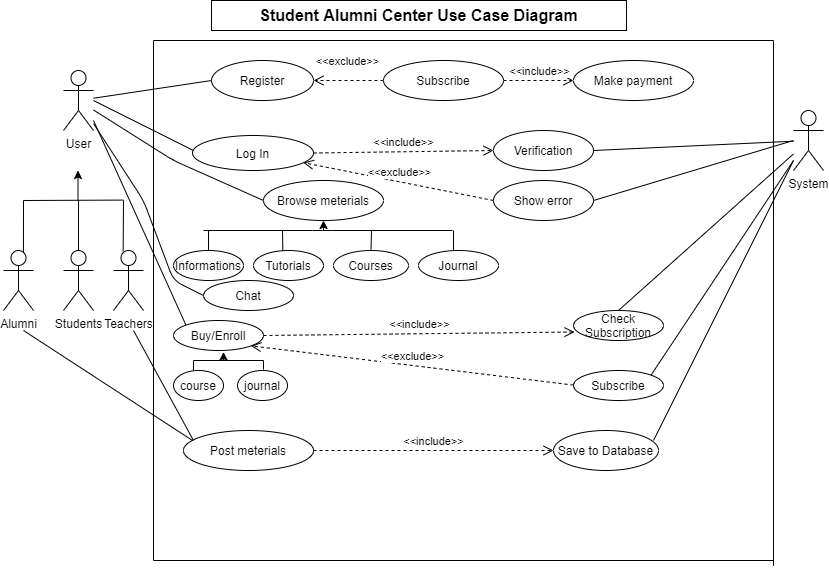 Student Alumni Center Use Case Diagram
Register
<<exclude>>
Subscribe
<<include>>
Make payment
User
Log In
<<include>>
Verification
System
<<exclude>>
Browse meterials
Show error
Informations
Tutorials
Courses
Journal
Chat
Alumni
Students
Teachers
Buy/Enroll
<<include>>
Check
Subscription
<<exclude>>
course
journal
Subscribe
Post meterials
<<include>>
Save to Database